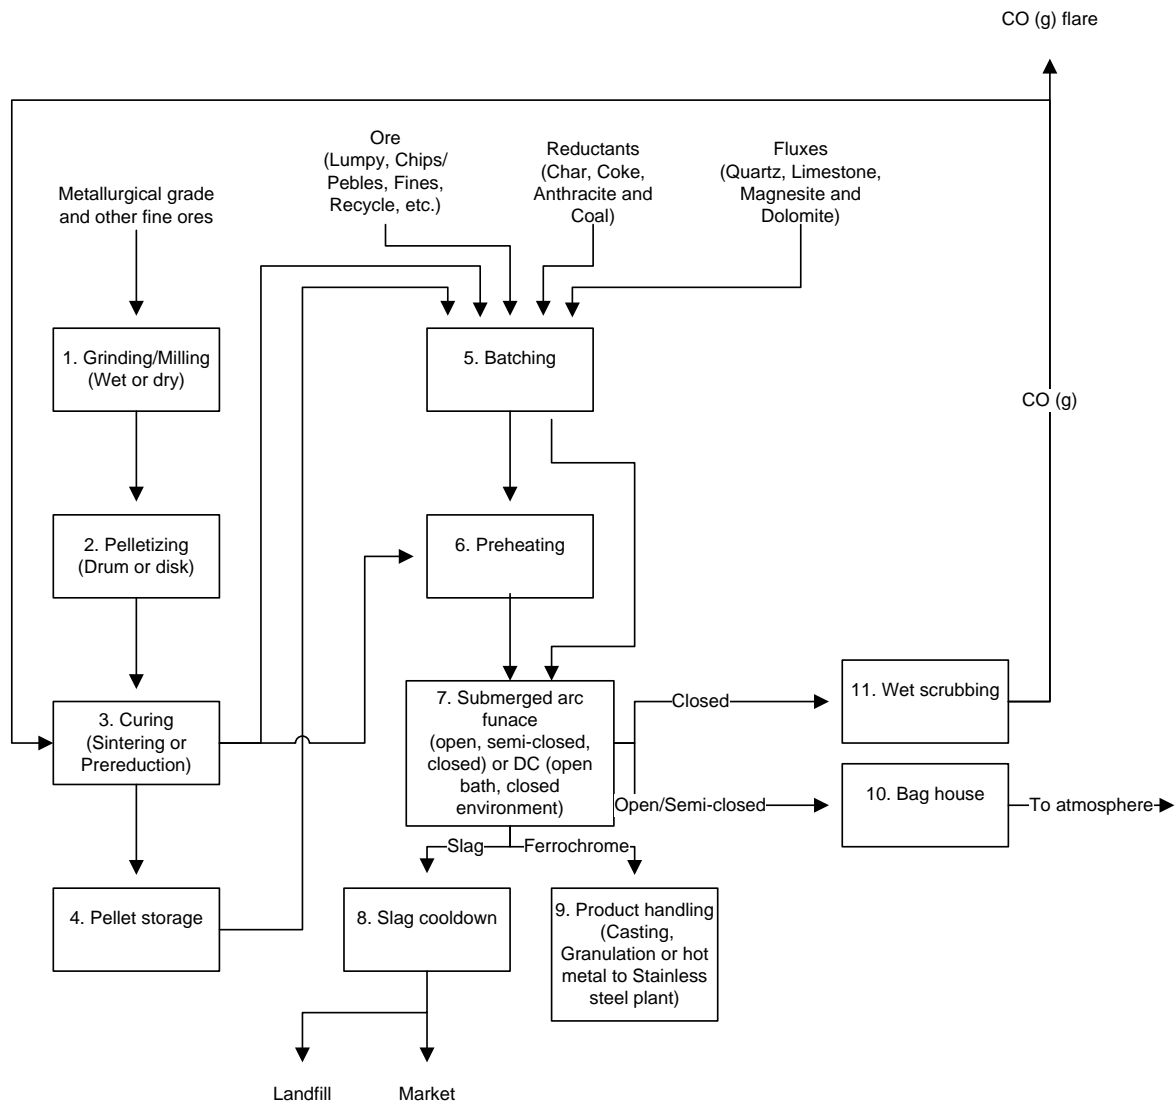 CO (g) flare
Ore
(Lumpy, Chips/
Pebles, Fines,
Recycle, etc.)
Reductants
(Char, Coke,
Anthracite and
Coal)
Fluxes
(Quartz, Limestone,
Magnesite and
Dolomite)
Metallurgical grade
and other fine ores
1. Grinding/Milling
(Wet or dry)
5. Batching
CO (g)
2. Pelletizing
(Drum or disk)
6. Preheating
3. Curing
(Sintering or
Prereduction)
7. Submerged arc
funace
(open, semi-closed,
closed) or DC (open
bath, closed
environment)
Closed
11. Wet scrubbing
Open/Semi-closed
10. Bag house
To atmosphere
Slag
Ferrochrome
4. Pellet storage
8. Slag cooldown
9. Product handling
(Casting,
Granulation or hot
metal to Stainless
steel plant)
Landfill
Market